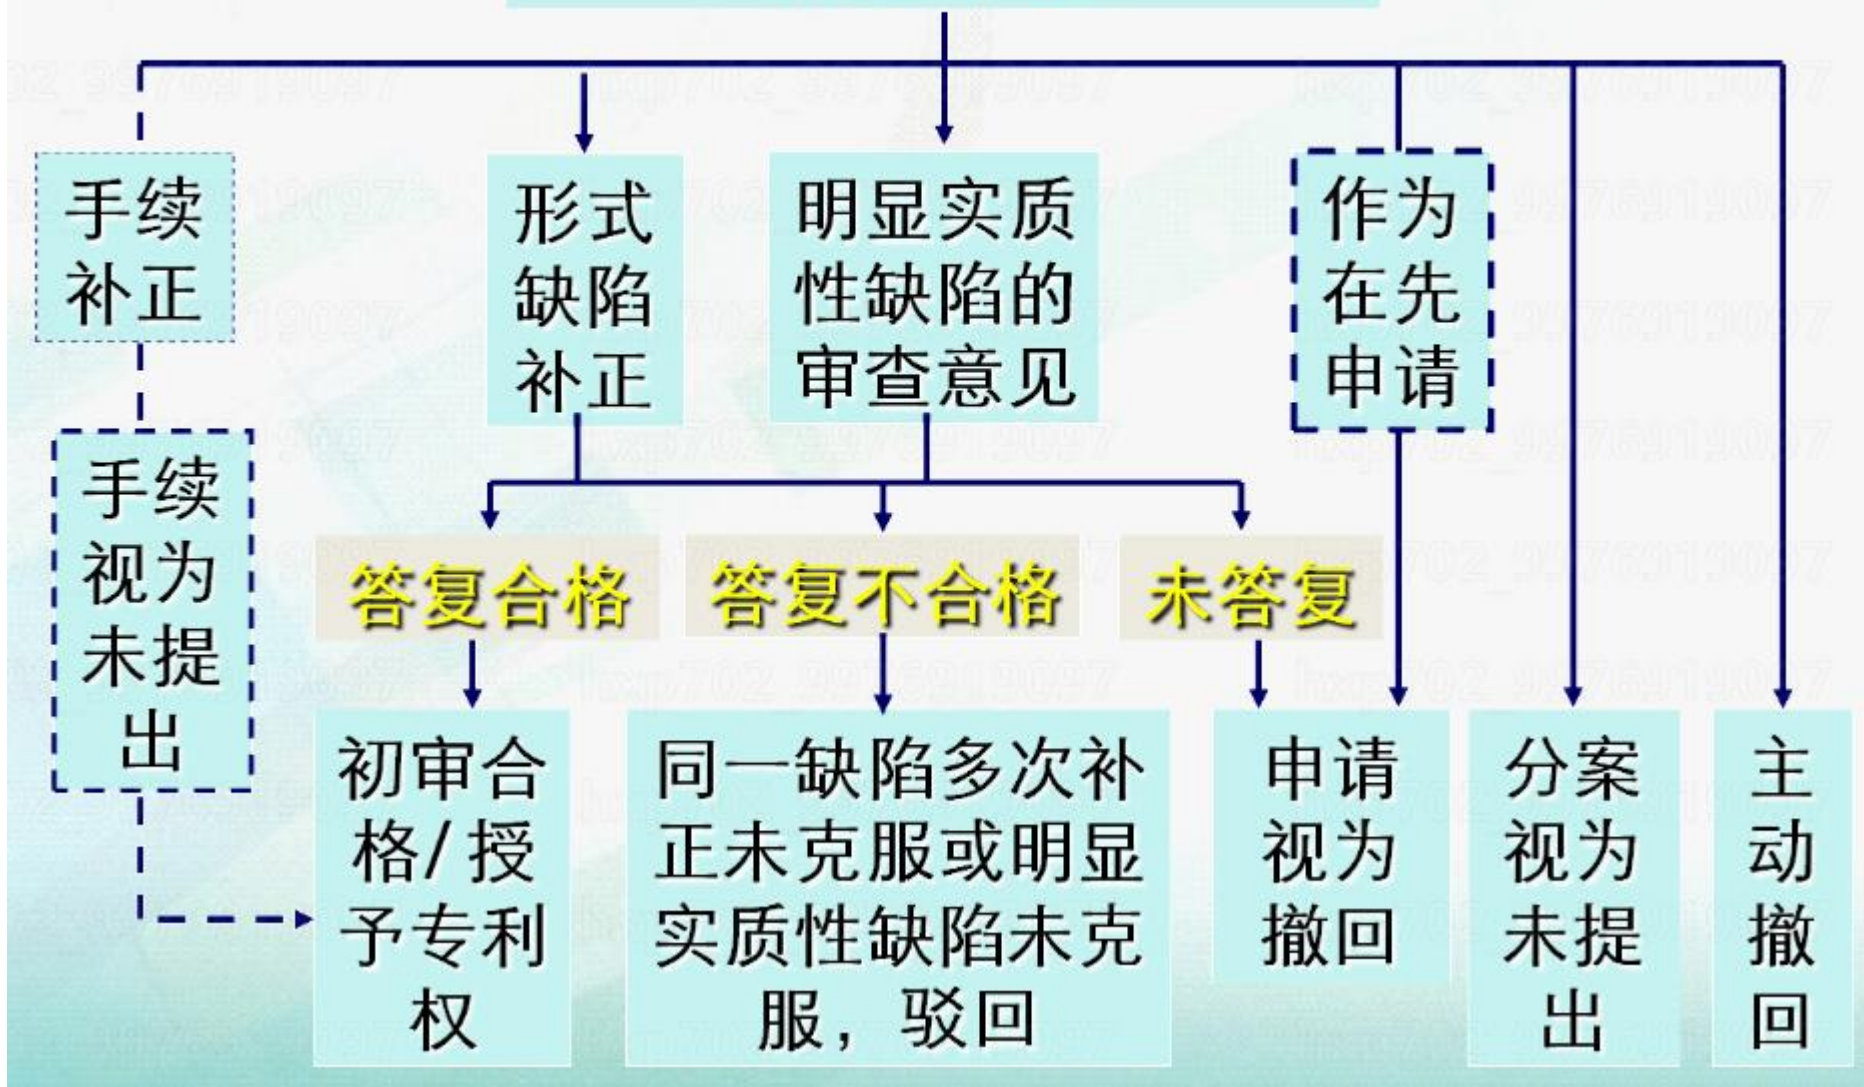 手续
补正
形式
缺陷
补正
明显实质
性缺陷的
审查意见
作为
在先
申请
手续
视为
未提
出
答复合格
答复不合格
未答复
初审合
格/授
予专利
权
同一缺陷多次补
正未克服或明显
实质性缺陷未克
服，驳回
申请
视为
撤回
分案
视为
未提
出
主
动
撤
回